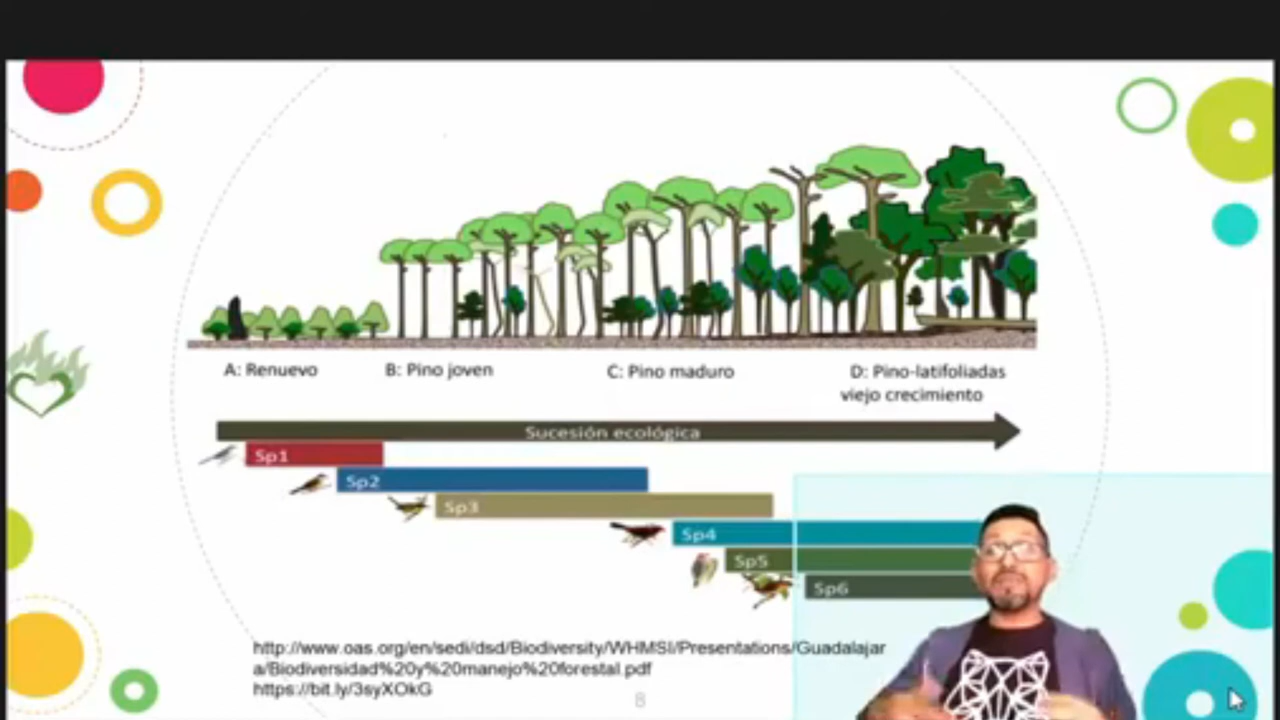 A: Renuevo
B: Pino joven
C: Pino maduro
D: Pino-latifoliadas
viejo crecimiento
Sucesión ecológica
Sp1
Sp2
Sp3
Sp4
Sp5
Sp6
http://www.oas.org/en/sedi/dsd/Biodiversity/WHMSI/Presentations/Guadalajar
a/Biodiversidad%20y%20manejo%20forestal.pdf
https://bit.ly/3syXOkG
8